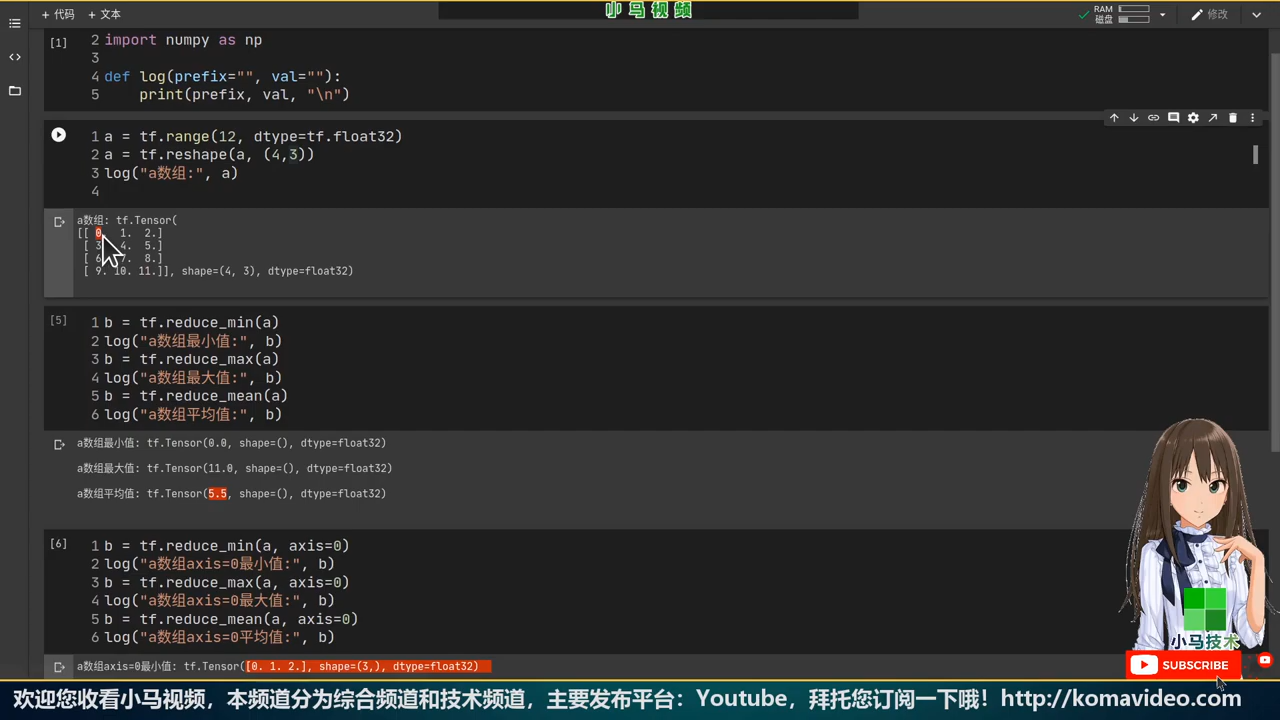 + 代码 + 文本
小马视频
RAM
磁盘
修改
[1]
2 import numpy as np
3
4 def log(prefix="", val=""):
5 print(prefix, val, "\n")
1 a = tf.range(12, dtype=tf.float32)
2 a = tf.reshape(a, (4,3))
3 log("a数组:", a)
4
a数组: tf.Tensor(
[[ 0. 1. 2.]
[ 3. 4. 5.]
[ 6. 7. 8.]
[ 9. 10. 11.]], shape=(4, 3), dtype=float32)
[5]
1 b = tf.reduce_min(a)
2 log("a数组最小值:", b)
3 b = tf.reduce_max(a)
4 log("a数组最大值:", b)
5 b = tf.reduce_mean(a)
6 log("a数组平均值:", b)
a数组最小值: tf.Tensor(0.0, shape=(), dtype=float32)
a数组最大值: tf.Tensor(11.0, shape=(), dtype=float32)
a数组平均值: tf.Tensor(5.5, shape=(), dtype=float32)
[6]
1 b = tf.reduce_min(a, axis=0)
2 log("a数组axis=0最小值:", b)
3 b = tf.reduce_max(a, axis=0)
4 log("a数组axis=0最大值:", b)
5 b = tf.reduce_mean(a, axis=0)
6 log("a数组axis=0平均值:", b)
a数组axis=0最小值: tf.Tensor([0. 1. 2.], shape=(3,), dtype=float32)
小马技术
SUBSCRIBE
欢迎您收看小马视频，本频道分为综合频道和技术频道，主要发布平台：Youtube，拜托您订阅一下哦！http://komavideo.com